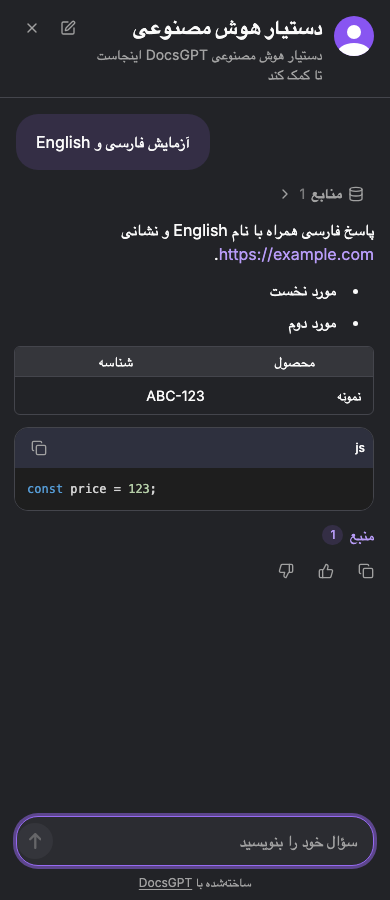 دستیار هوش مصنوعی
دستیار هوش مصنوعی DocsGPT اینجاست
تا کمک کند
آزمایش فارسی و English
منابع 1
پاسخ فارسی همراه با نام English و نشانی
https://example.com.
• مورد نخست
• مورد دوم
محصول شناسه
نمونه ABC-123
js
const price = 123;
منبع 1
سؤال خود را بنویسید
ساخته‌شده با DocsGPT